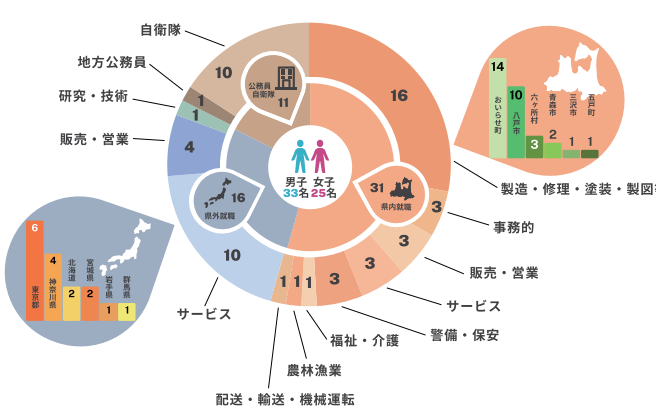 自衛隊
地方公務員
研究・技術
販売・営業
10
1
1
4
10
公務員
自衛隊
11
16
県外就職
16
31
県内就職
男子 女子
33名 25名
16
3
3
3
3
1
1
1
製造・修理・塗装・製図
事務的
販売・営業
サービス
警備・保安
福祉・介護
農林漁業
配送・輸送・機械運転
サービス
14
おいらせ町
10
八戸市
六ヶ所村
3
青森市
2
三沢市
1
五戸町
1
6
東京都
4
神奈川県
北海道
2
宮城県
2
岩手県
1
群馬県
1